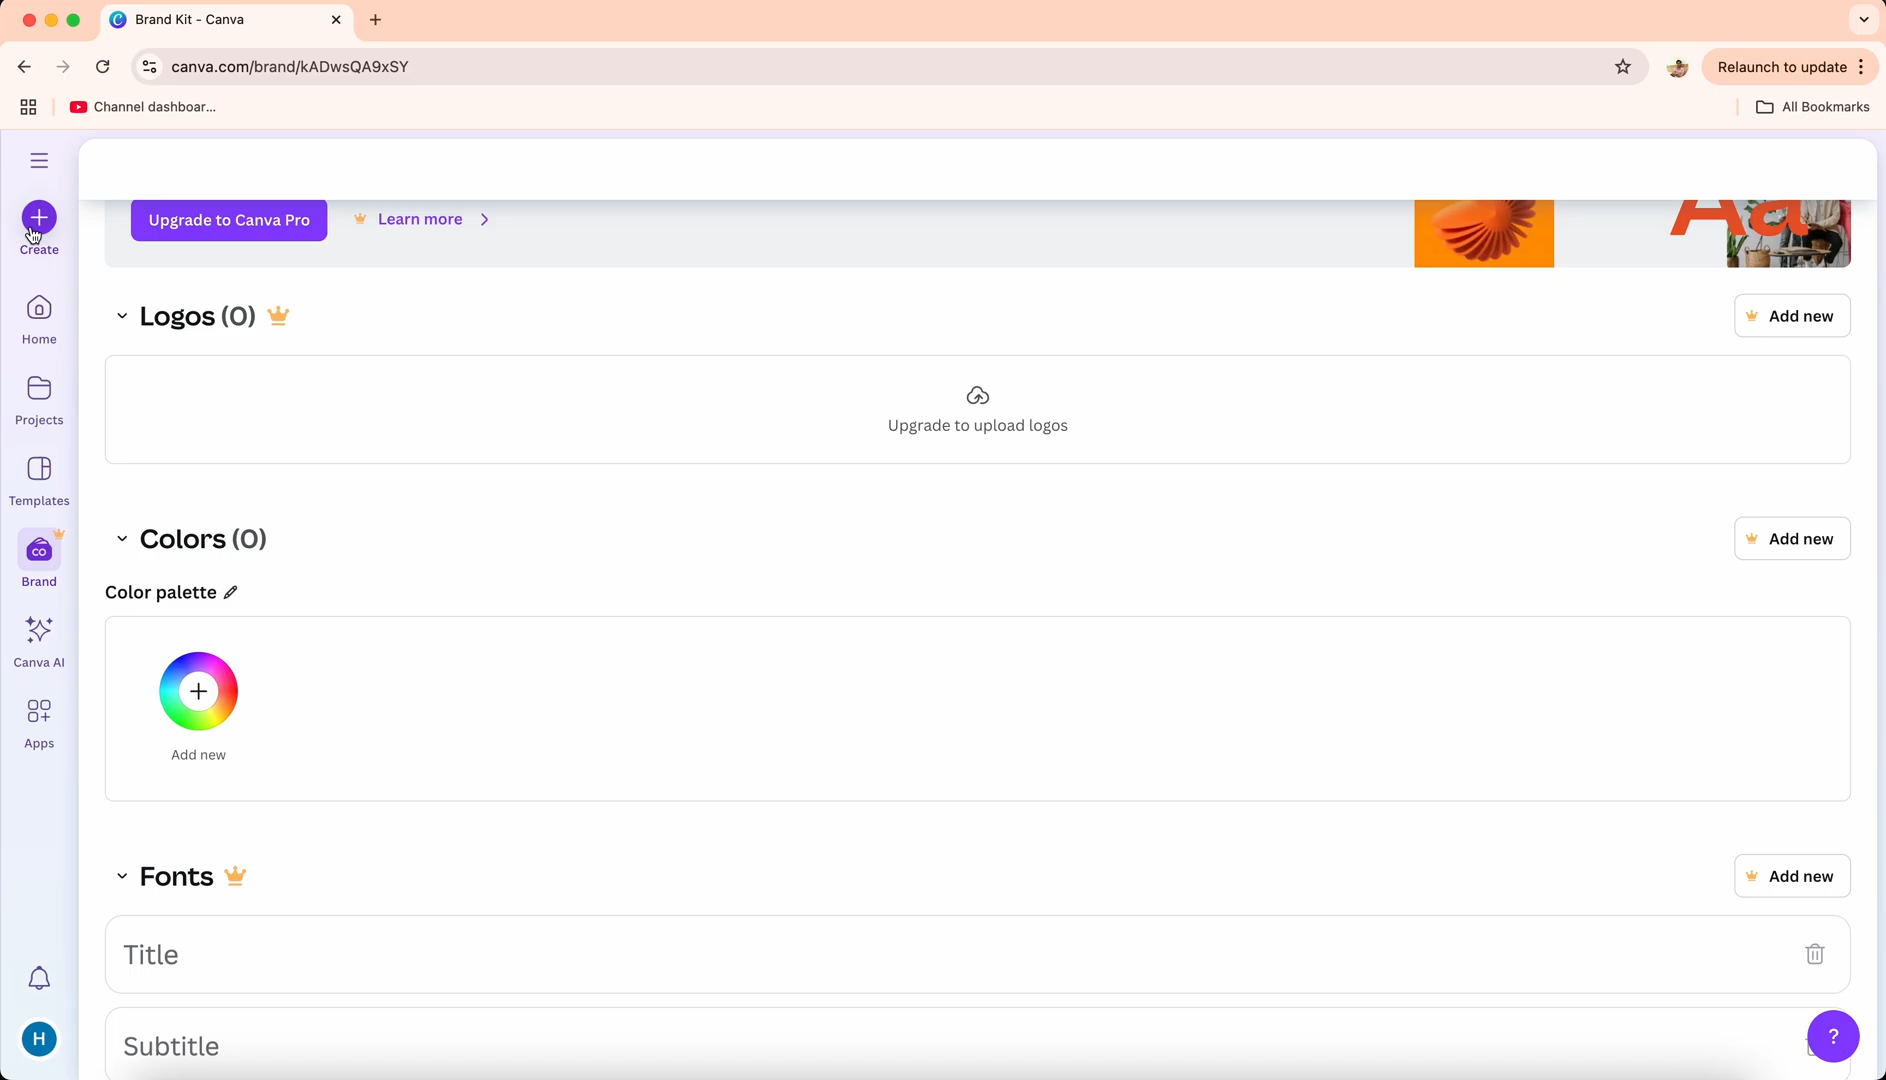 Brand Kit - Canva
canva.com/brand/kADwsQA9xSY
Relaunch to update
Channel dashboar...
All Bookmarks
Create
Home
Projects
Templates
CO
Brand
Canva AI
Apps
H
Upgrade to Canva Pro
Learn more
Aa
Logos (0)
Add new
Upgrade to upload logos
Colors (0)
Add new
Color palette
Add new
Fonts
Add new
Title
Subtitle
?